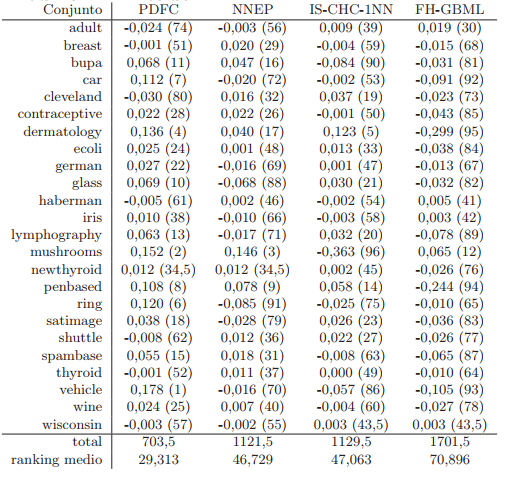 Conjunto PDFC NNEP IS-CHC-1NN FH-GBML
adult -0,024 (74) -0,003 (56) 0,009 (39) 0,019 (30)
breast -0,001 (51) 0,020 (29) -0,004 (59) -0,015 (68)
bupa 0,068 (11) 0,047 (16) -0,084 (90) -0,031 (81)
car 0,112 (7) -0,020 (72) -0,002 (53) -0,091 (92)
cleveland -0,030 (80) 0,016 (32) 0,037 (19) -0,023 (73)
contraceptive 0,022 (28) 0,022 (26) -0,001 (50) -0,043 (85)
dermatology 0,136 (4) 0,040 (17) 0,123 (5) -0,299 (95)
ecoli 0,025 (24) 0,001 (48) 0,013 (33) -0,038 (84)
german 0,027 (22) -0,016 (69) 0,001 (47) -0,013 (67)
glass 0,069 (10) -0,068 (88) 0,030 (21) -0,032 (82)
haberman -0,005 (61) 0,002 (46) -0,002 (54) 0,005 (41)
iris 0,010 (38) -0,010 (66) -0,003 (58) 0,003 (42)
lymphography 0,063 (13) -0,017 (71) 0,032 (20) -0,078 (89)
mushrooms 0,152 (2) 0,146 (3) -0,363 (96) 0,065 (12)
newthyroid 0,012 (34,5) 0,012 (34,5) 0,002 (45) -0,026 (76)
penbased 0,108 (8) 0,078 (9) 0,058 (14) -0,244 (94)
ring 0,120 (6) -0,085 (91) -0,025 (75) -0,010 (65)
satimage 0,038 (18) -0,028 (79) 0,026 (23) -0,036 (83)
shuttle -0,008 (62) 0,012 (36) 0,022 (27) -0,026 (77)
spambase 0,055 (15) 0,018 (31) -0,008 (63) -0,065 (87)
thyroid -0,001 (52) 0,011 (37) 0,000 (49) -0,010 (64)
vehicle 0,178 (1) -0,016 (70) -0,057 (86) -0,105 (93)
wine 0,024 (25) 0,007 (40) -0,004 (60) -0,027 (78)
wisconsin -0,003 (57) -0,002 (55) 0,003 (43,5) 0,003 (43,5)
total 703,5 1121,5 1129,5 1701,5
ranking medio 29,313 46,729 47,063 70,896